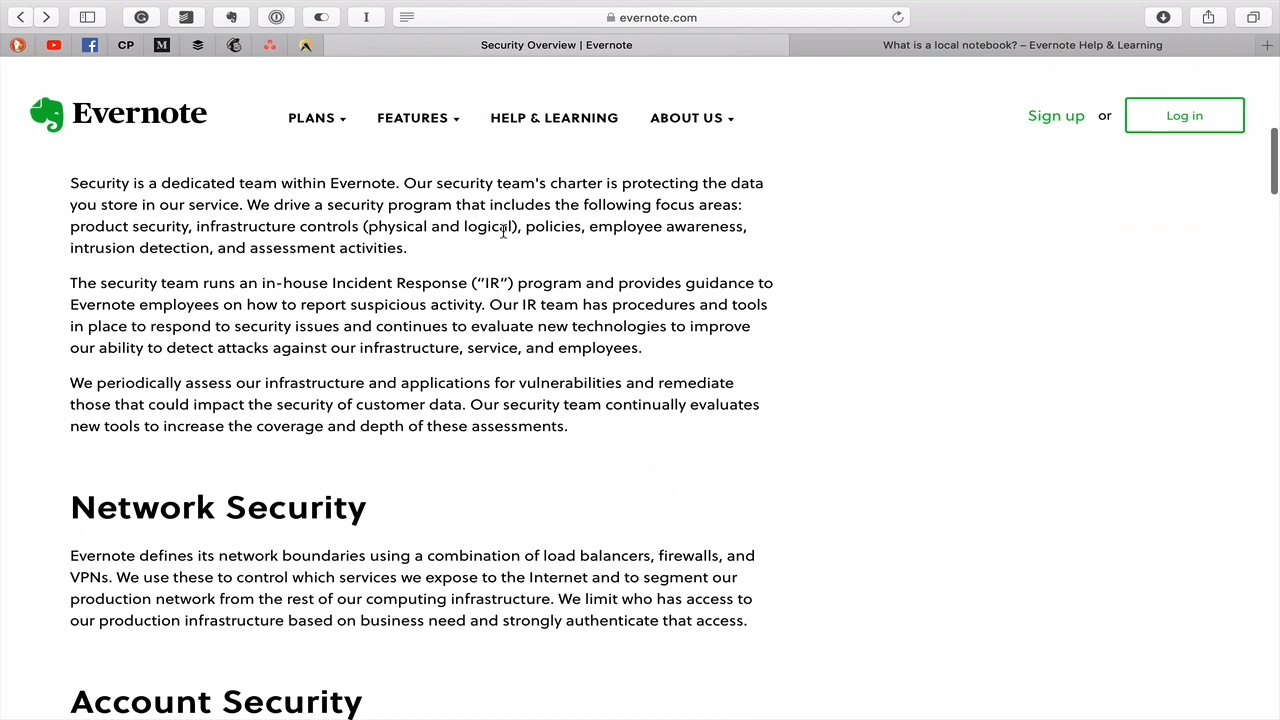 evernote.com
CP
M
Security Overview | Evernote
What is a local notebook? – Evernote Help & Learning
Evernote
PLANS
FEATURES
HELP & LEARNING
ABOUT US
Sign up or
Log in
Security is a dedicated team within Evernote. Our security team's charter is protecting the data
you store in our service. We drive a security program that includes the following focus areas:
product security, infrastructure controls (physical and logical), policies, employee awareness,
intrusion detection, and assessment activities.
The security team runs an in-house Incident Response (“IR”) program and provides guidance to
Evernote employees on how to report suspicious activity. Our IR team has procedures and tools
in place to respond to security issues and continues to evaluate new technologies to improve
our ability to detect attacks against our infrastructure, service, and employees.
We periodically assess our infrastructure and applications for vulnerabilities and remediate
those that could impact the security of customer data. Our security team continually evaluates
new tools to increase the coverage and depth of these assessments.
Network Security
Evernote defines its network boundaries using a combination of load balancers, firewalls, and
VPNs. We use these to control which services we expose to the Internet and to segment our
production network from the rest of our computing infrastructure. We limit who has access to
our production infrastructure based on business need and strongly authenticate that access.
Account Security